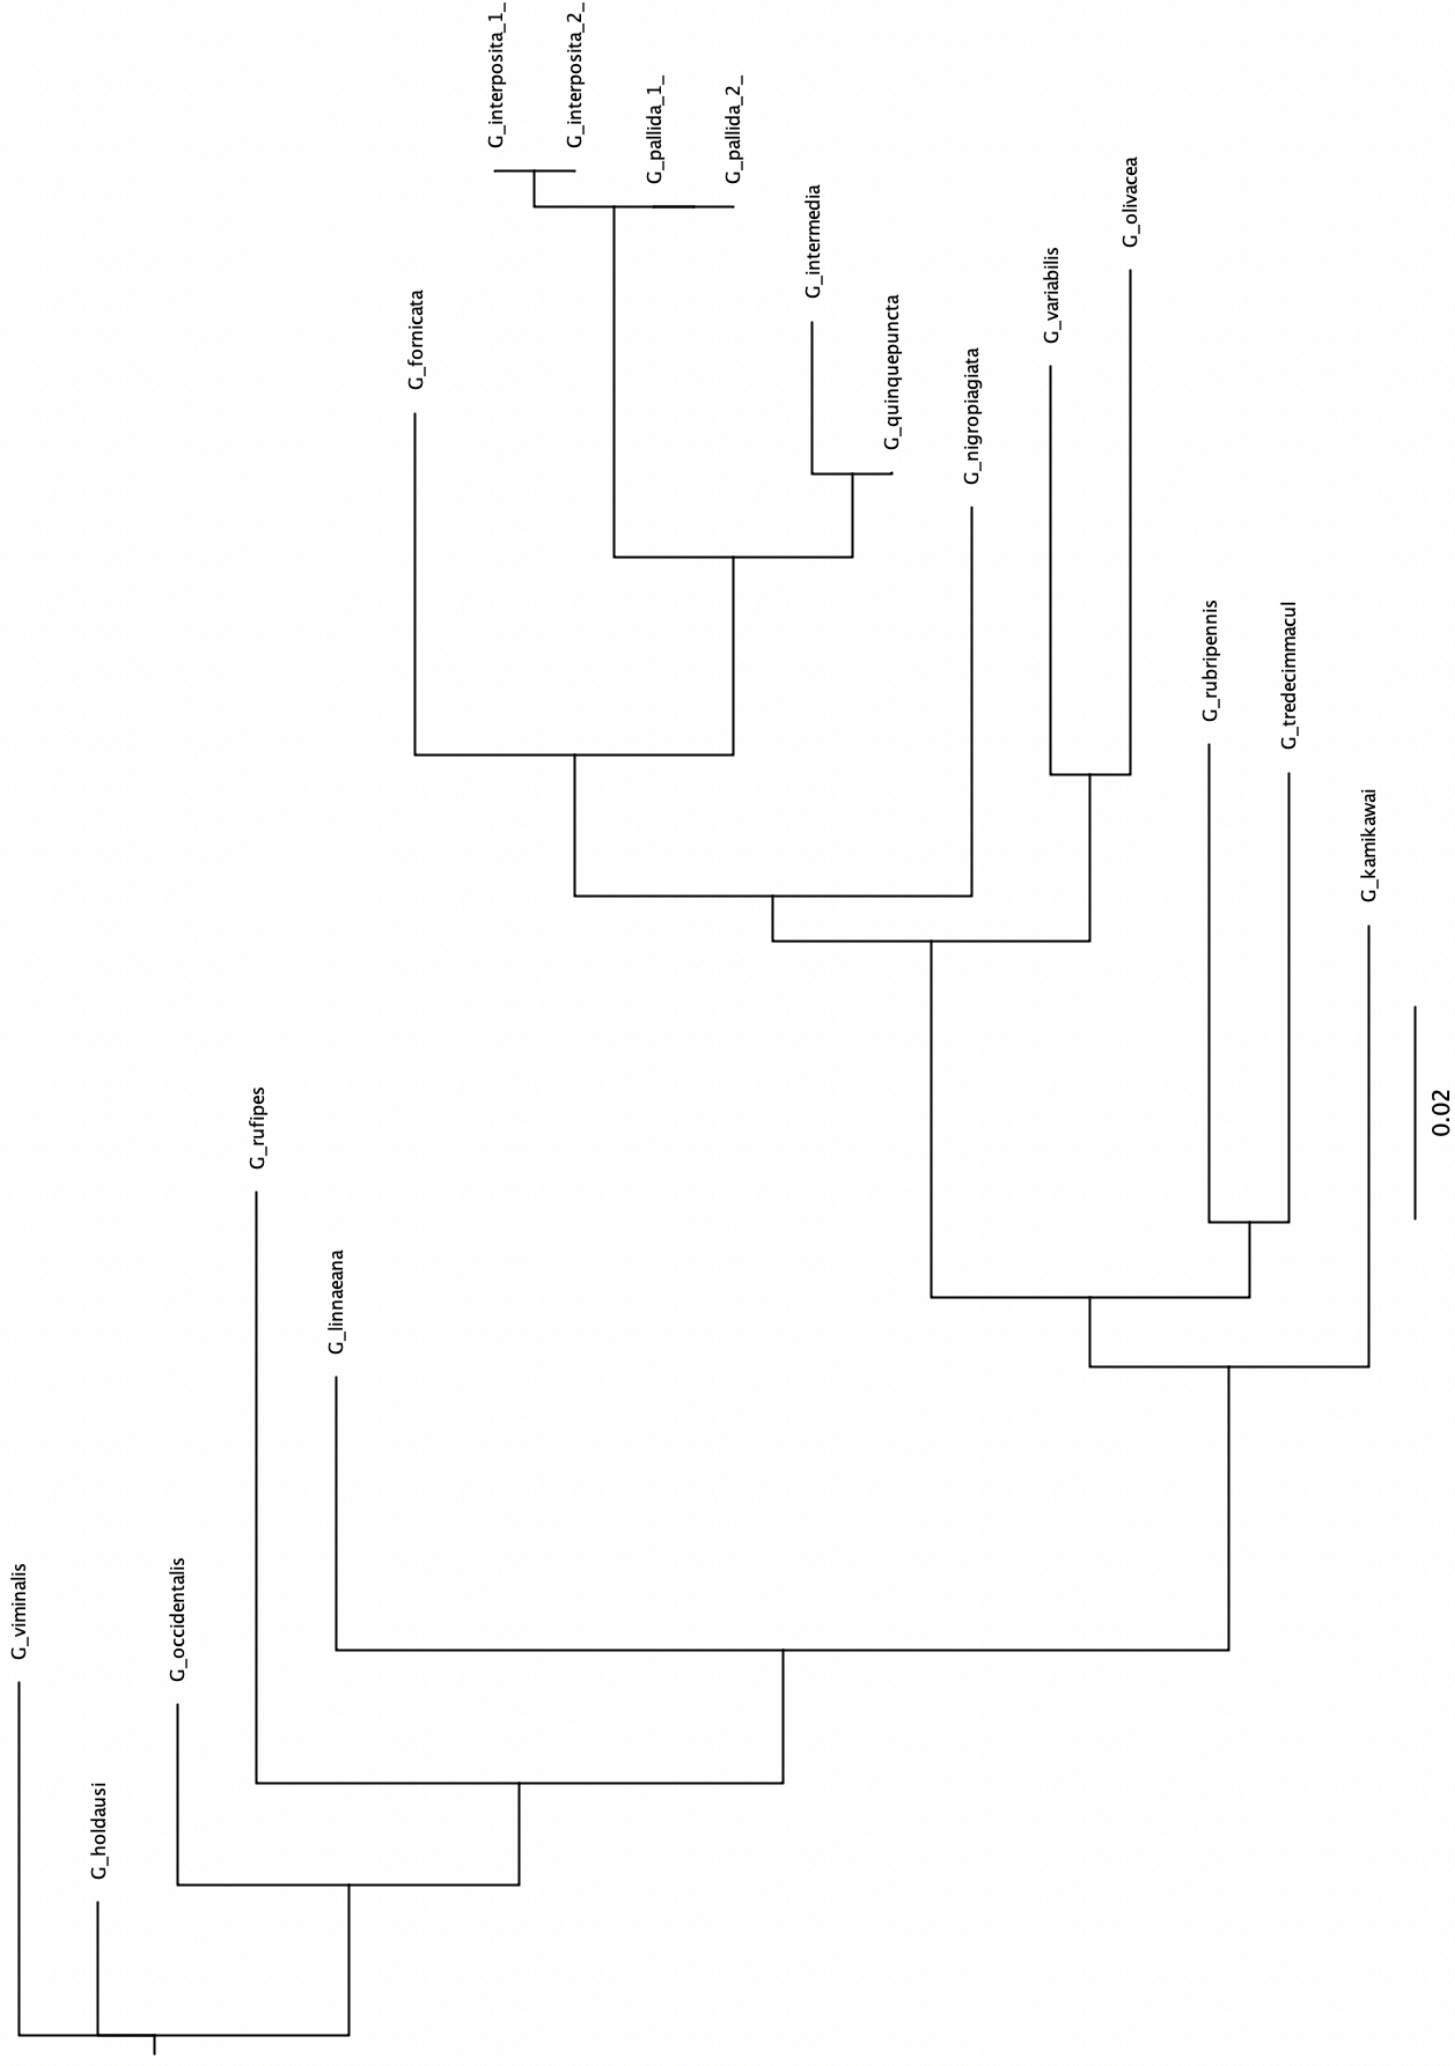 G_viminalis
G_holdausi
G_occidentalis
G_rufipes
G_linnaeana
G_fornicata
G_interposita_1_
G_interposita_2_
G_pallida_1_
G_pallida_2_
G_intermedia
G_quinquepuncta
G_nigropiagiata
G_variabilis
G_olivacea
G_rubripennis
G_tredecimmacul
G_kamikawai
0.02